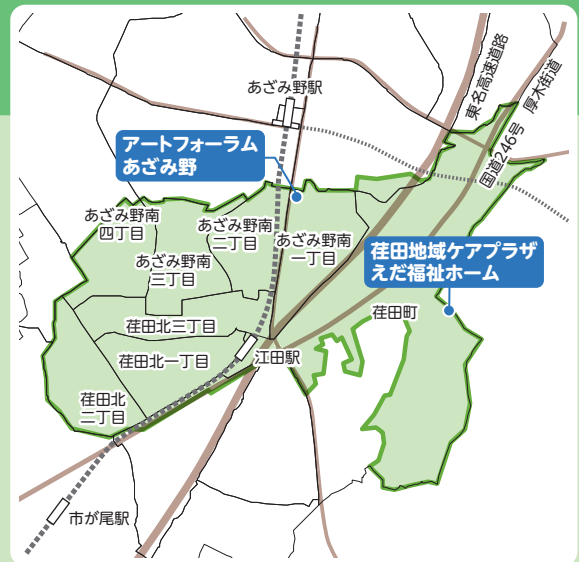 あざみ野駅
東名高速道路
厚木街道
国道246号
アートフォーラム
あざみ野
あざみ野南
四丁目
あざみ野南
三丁目
あざみ野南
二丁目
あざみ野南
一丁目
荏田地域ケアプラザ
えだ福祉ホーム
荏田町
荏田北三丁目
荏田北一丁目
江田駅
荏田北
二丁目
市が尾駅